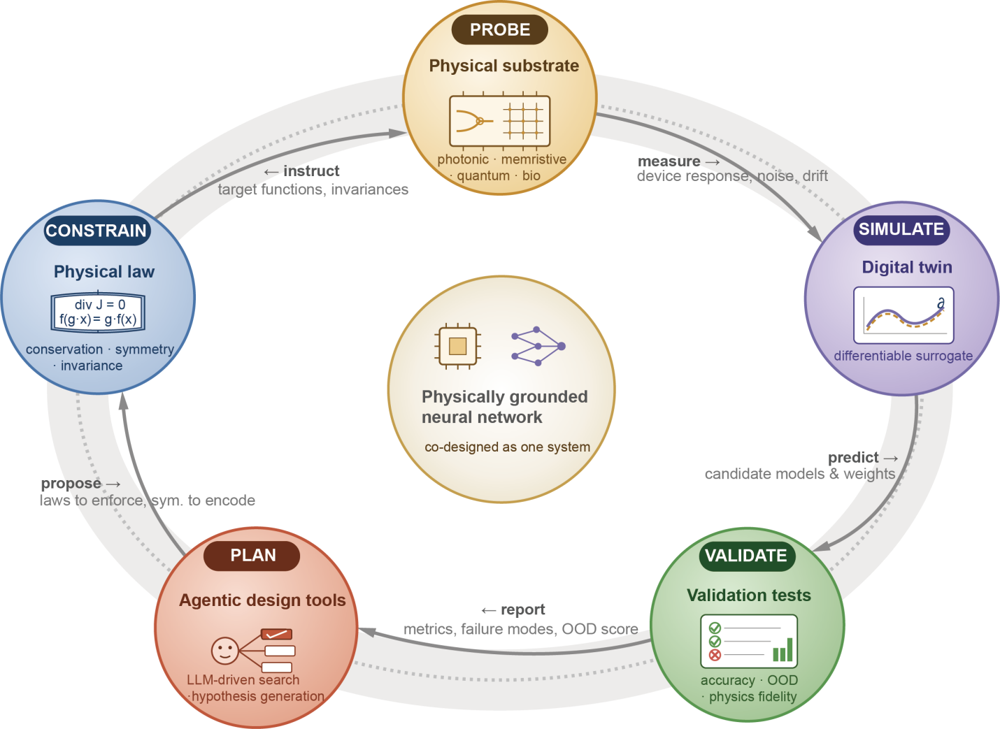 PROBE
Physical substrate
photonic · memristive
· quantum · bio
← instruct
target functions, invariances
measure →
device response, noise, drift
CONSTRAIN
Physical law
div J = 0
f(g·x) = g·f(x)
conservation · symmetry
· invariance
SIMULATE
Digital twin
∂
differentiable surrogate
Physically grounded
neural network
co-designed as one system
propose →
laws to enforce, sym. to encode
predict →
candidate models & weights
PLAN
Agentic design tools
LLM-driven search
·hypothesis generation
← report
metrics, failure modes, OOD score
VALIDATE
Validation tests
accuracy · OOD
· physics fidelity